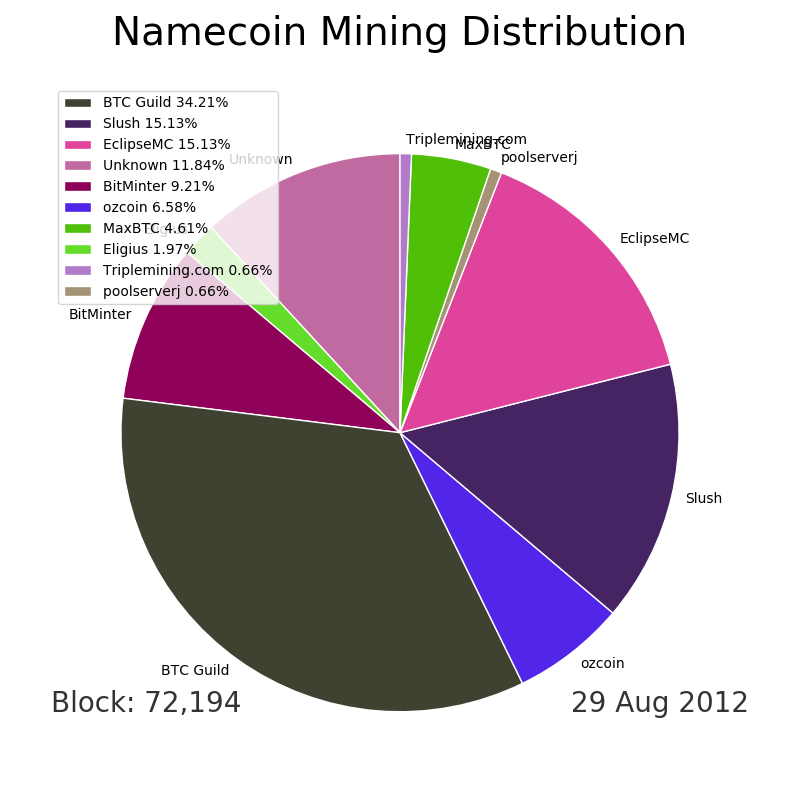 Namecoin Mining Distribution
BTC Guild 34.21%
Slush 15.13%
EclipseMC 15.13%
Unknown 11.84%
BitMinter 9.21%
ozcoin 6.58%
MaxBTC 4.61%
Eligius 1.97%
Triplemining.com 0.66%
poolserverj 0.66%
Triplemining.com
MaxBTC
poolserverj
Unknown
EclipseMC
BitMinter
Slush
ozcoin
BTC Guild
Block: 72,194
29 Aug 2012